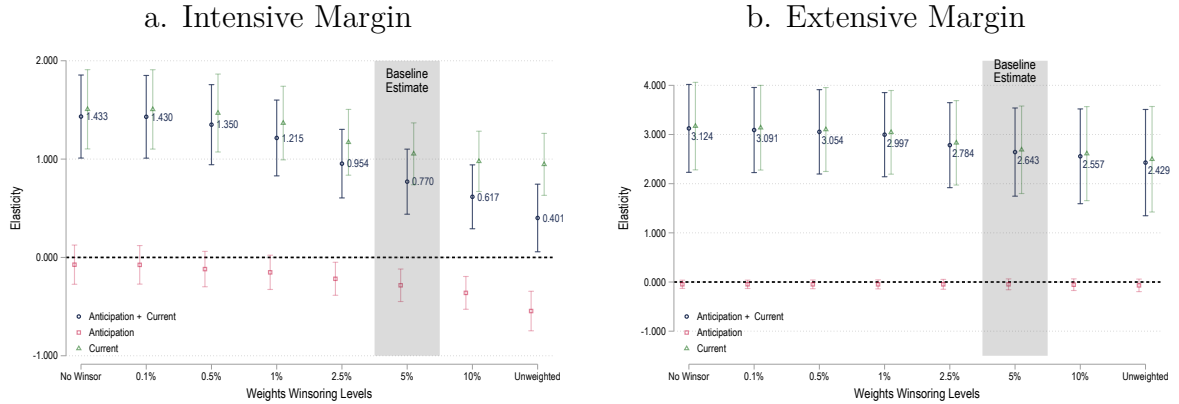 a. Intensive Margin
2.000
1.000
0.000
-1.000
Elasticity
Baseline
Estimate
1.433
1.430
1.350
1.215
0.954
0.770
0.617
0.401
Anticipation + Current
Anticipation
Current
No Winsor
0.1%
0.5%
1%
2.5%
5%
10%
Unweighted
Weights Winsoring Levels
b. Extensive Margin
4.000
3.000
2.000
1.000
0.000
-1.000
Elasticity
Baseline
Estimate
3.124
3.091
3.054
2.997
2.784
2.643
2.557
2.429
Anticipation + Current
Anticipation
Current
No Winsor
0.1%
0.5%
1%
2.5%
5%
10%
Unweighted
Weights Winsoring Levels